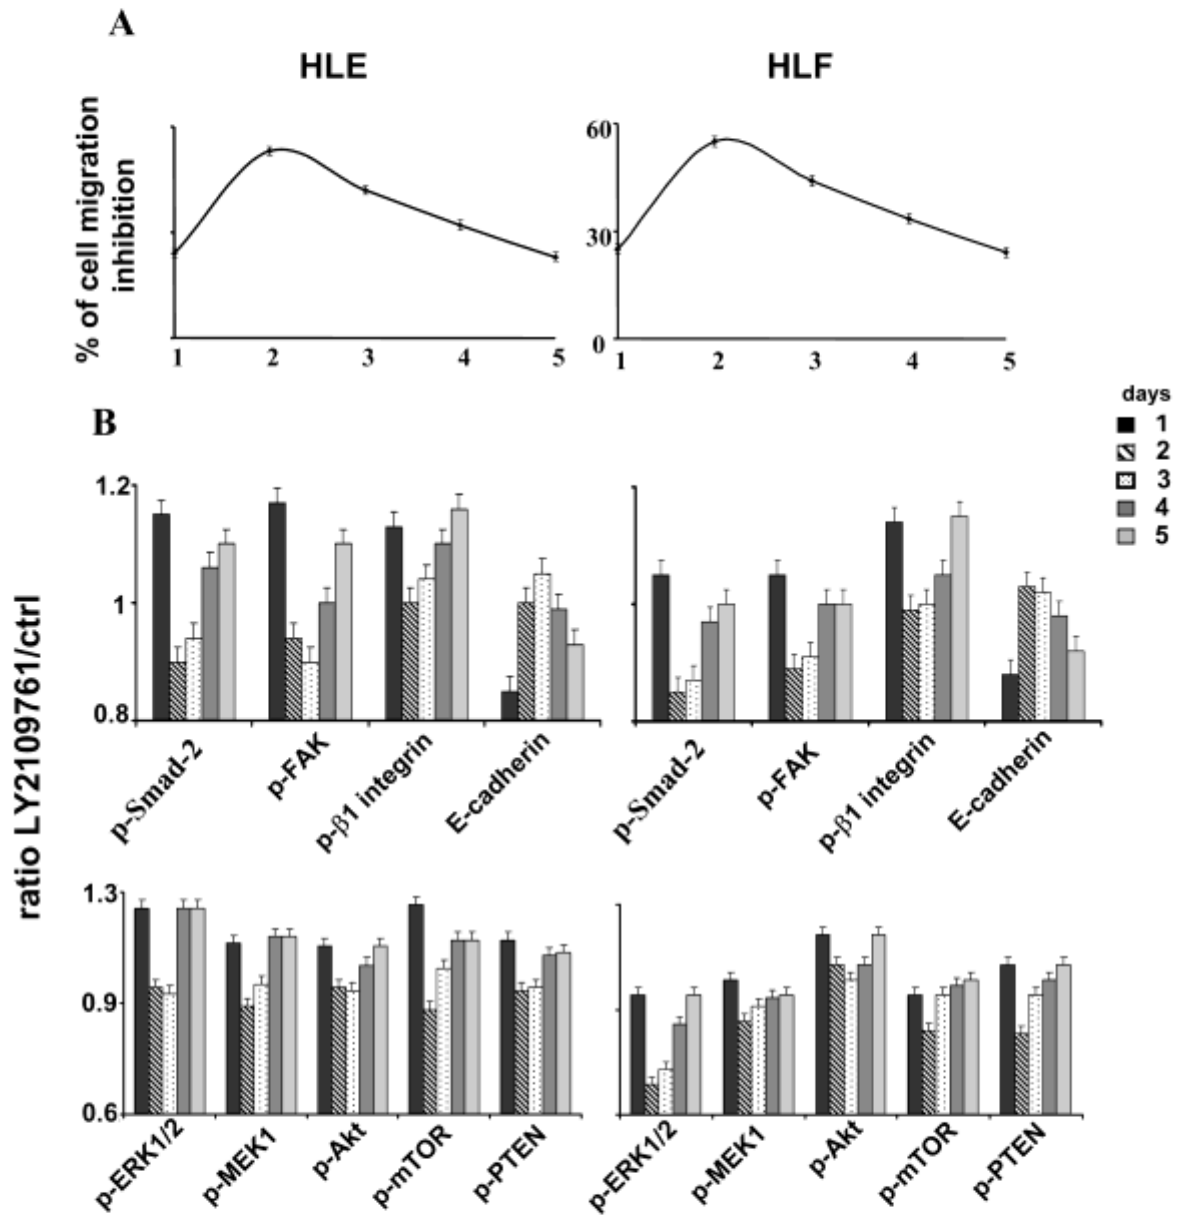 A
HLE
HLF
% of cell migration
inhibition
60
30
0
1 2 3 4 5
1 2 3 4 5
B
days
1
2
3
4
5
ratio LY2109761/ctrl
1.2
1
0.8
p-Smad-2
p-FAK
p-β1 integrin
E-cadherin
p-Smad-2
p-FAK
p-β1 integrin
E-cadherin
1.3
0.9
0.6
p-ERK1/2
p-MEK1
p-Akt
p-mTOR
p-PTEN
p-ERK1/2
p-MEK1
p-Akt
p-mTOR
p-PTEN